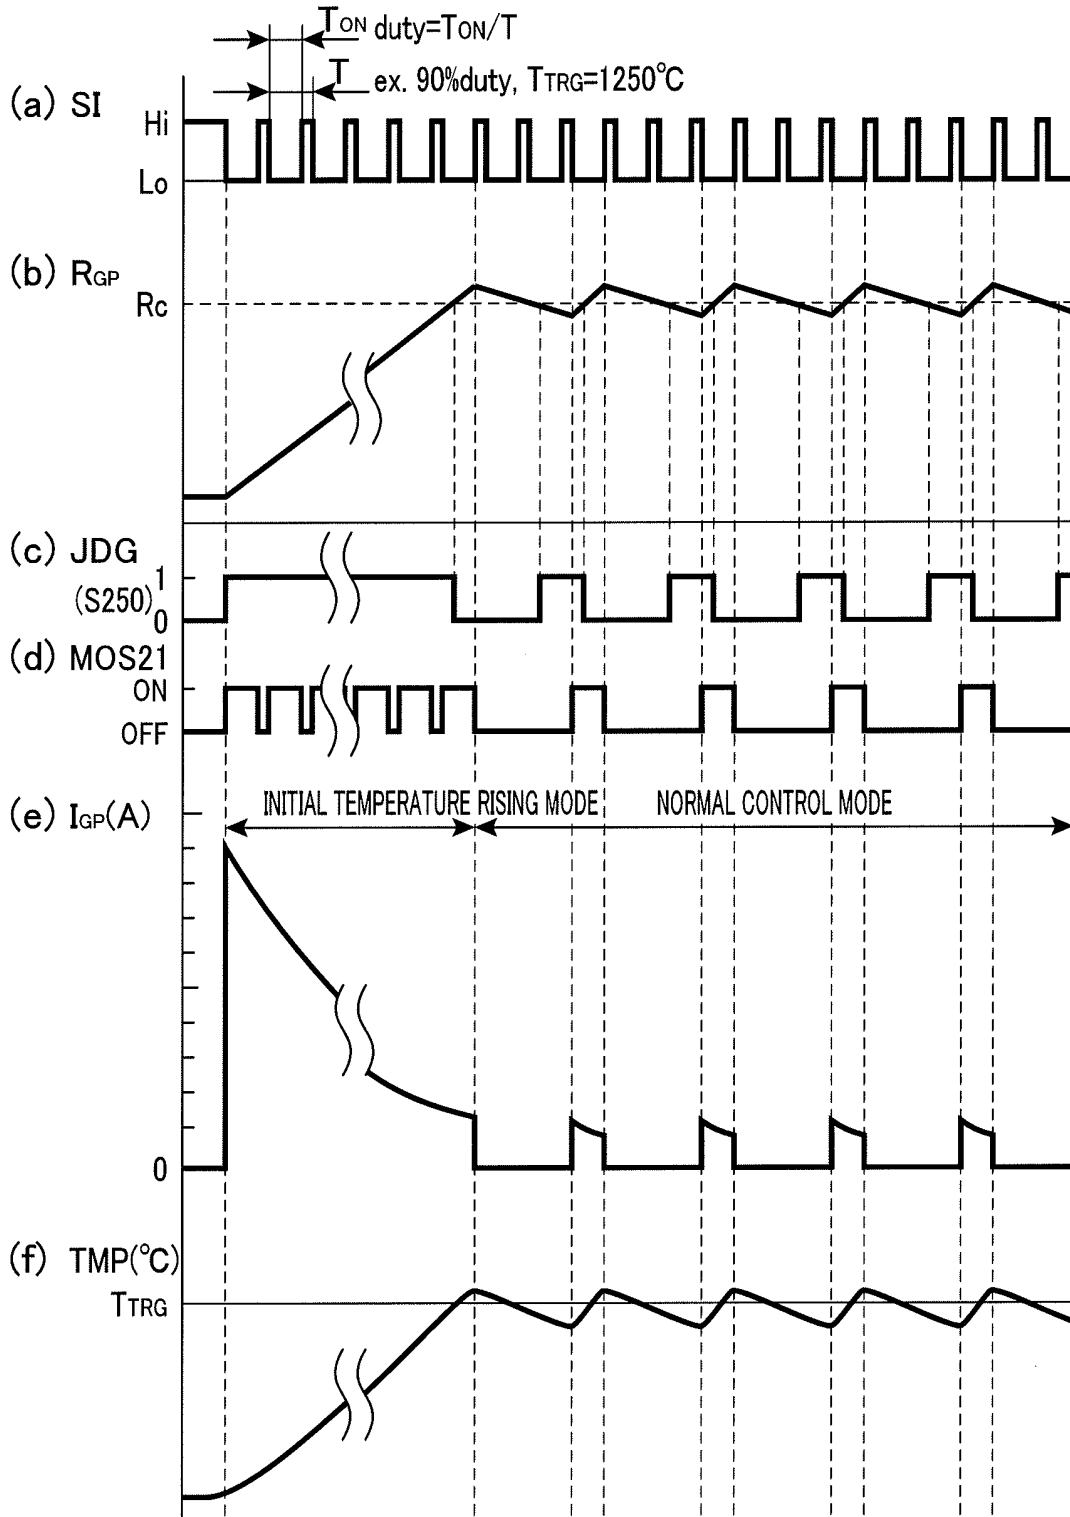 TON duty=TON/T
T ex. 90%duty, TTRG=1250°C
(a) SI
Hi
Lo
(b) RGP
Rc
(c) JDG
(S250)
1
0
(d) MOS21
ON
OFF
(e) IGP(A)
INITIAL TEMPERATURE RISING MODE
NORMAL CONTROL MODE
0
(f) TMP(°C)
TTRG